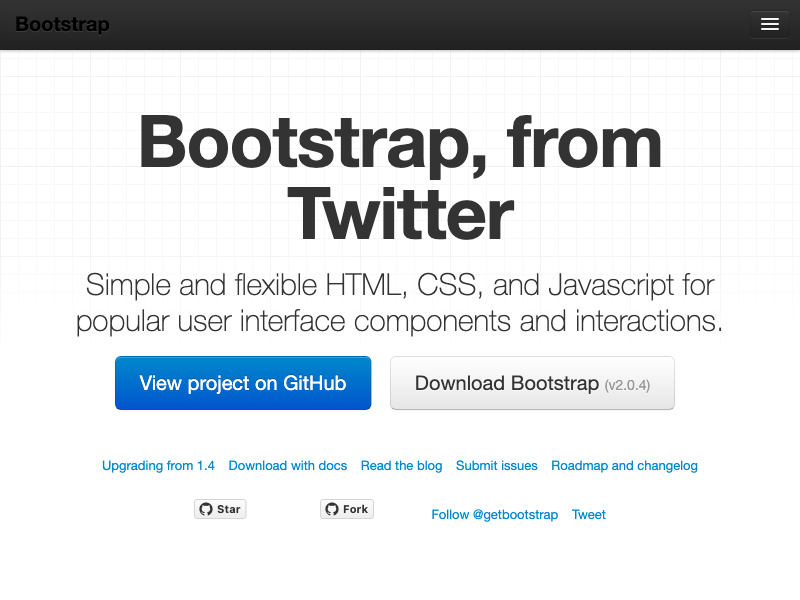 Bootstrap
Bootstrap, from
Twitter
Simple and flexible HTML, CSS, and Javascript for
popular user interface components and interactions.
View project on GitHub
Download Bootstrap (v2.0.4)
Upgrading from 1.4 Download with docs Read the blog Submit issues Roadmap and changelog
Star Fork Follow @getbootstrap Tweet